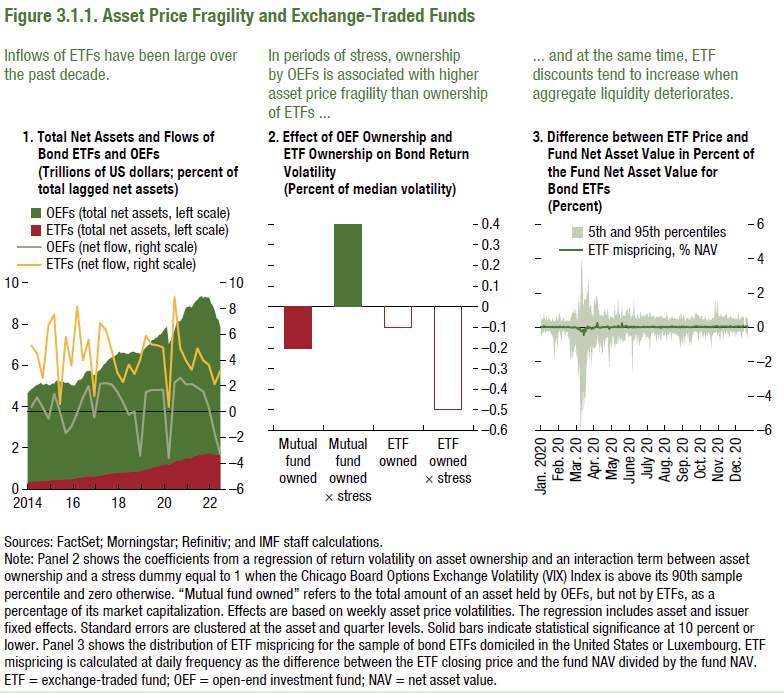 Figure 3.1.1. Asset Price Fragility and Exchange-Traded Funds
Inflows of ETFs have been large over
the past decade.
In periods of stress, ownership
by OEFs is associated with higher
asset price fragility than ownership
of ETFs ...
... and at the same time, ETF
discounts tend to increase when
aggregate liquidity deteriorates.
1. Total Net Assets and Flows of
Bond ETFs and OEFs
(Trillions of US dollars; percent of
total lagged net assets)
OEFs (total net assets, left scale)
ETFs (total net assets, left scale)
OEFs (net flow, right scale)
ETFs (net flow, right scale)
10
8
6
4
2
0
10
8
6
4
2
0
–2
–4
–6
2014 16 18 20 22
2. Effect of OEF Ownership and
ETF Ownership on Bond Return
Volatility
(Percent of median volatility)
0.4
0.3
0.2
0.1
0
–0.1
–0.2
–0.3
–0.4
–0.5
–0.6
Mutual fund owned
Mutual fund owned × stress
ETF owned
ETF owned × stress
3. Difference between ETF Price and
Fund Net Asset Value in Percent of
the Fund Net Asset Value for
Bond ETFs
(Percent)
5th and 95th percentiles
ETF mispricing, % NAV
6
4
2
0
–2
–4
–6
Jan. 2020
Feb. 20
Mar. 20
Apr. 20
May 20
June 20
July 20
Aug. 20
Sep. 20
Oct. 20
Nov. 20
Dec. 20
Sources: FactSet; Morningstar; Refinitiv; and IMF staff calculations.
Note: Panel 2 shows the coefficients from a regression of return volatility on asset ownership and an interaction term between asset
ownership and a stress dummy equal to 1 when the Chicago Board Options Exchange Volatility (VIX) Index is above its 90th sample
percentile and zero otherwise. “Mutual fund owned” refers to the total amount of an asset held by OEFs, but not by ETFs, as a
percentage of its market capitalization. Effects are based on weekly asset price volatilities. The regression includes asset and issuer
fixed effects. Standard errors are clustered at the asset and quarter levels. Solid bars indicate statistical significance at 10 percent or
lower. Panel 3 shows the distribution of ETF mispricing for the sample of bond ETFs domiciled in the United States or Luxembourg. ETF
mispricing is calculated at daily frequency as the difference between the ETF closing price and the fund NAV divided by the fund NAV.
ETF = exchange-traded fund; OEF = open-end investment fund; NAV = net asset value.